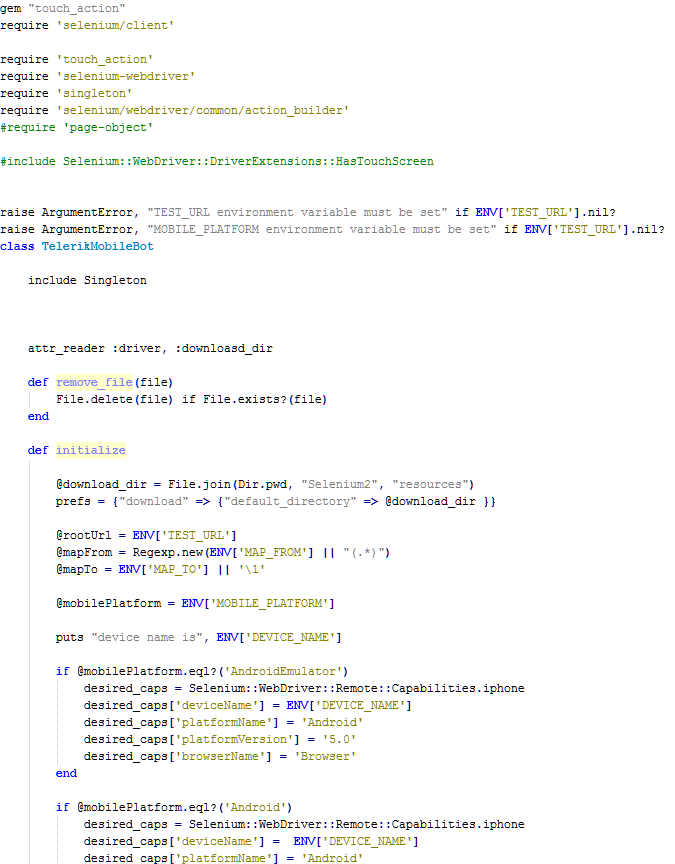 gem "touch_action"
require 'selenium/client'
require 'touch_action'
require 'selenium-webdriver'
require 'singleton'
require 'selenium/webdriver/common/action_builder'
#require 'page-object'
#include Selenium::WebDriver::DriverExtensions::HasTouchScreen
raise ArgumentError, "TEST_URL environment variable must be set" if ENV['TEST_URL'].nil?
raise ArgumentError, "MOBILE_PLATFORM environment variable must be set" if ENV['TEST_URL'].nil?
class TelerikMobileBot
include Singleton
attr_reader :driver, :downloasd_dir
def remove_file(file)
File.delete(file) if File.exists?(file)
end
def initialize
@download_dir = File.join(Dir.pwd, "Selenium2", "resources")
prefs = {"download" => {"default_directory" => @download_dir }}
@rootUrl = ENV['TEST_URL']
@mapFrom = Regexp.new(ENV['MAP_FROM'] || "(.*)")
@mapTo = ENV['MAP_TO'] || '\1'
@mobilePlatform = ENV['MOBILE_PLATFORM']
puts "device name is", ENV['DEVICE_NAME']
if @mobilePlatform.eql?('AndroidEmulator')
desired_caps = Selenium::WebDriver::Remote::Capabilities.iphone
desired_caps['deviceName'] = ENV['DEVICE_NAME']
desired_caps['platformName'] = 'Android'
desired_caps['platformVersion'] = '5.0'
desired_caps['browserName'] = 'Browser'
end
if @mobilePlatform.eql?('Android')
desired_caps = Selenium::WebDriver::Remote::Capabilities.iphone
desired_caps['deviceName'] =  ENV['DEVICE_NAME']
desired_caps['platformName'] = 'Android'